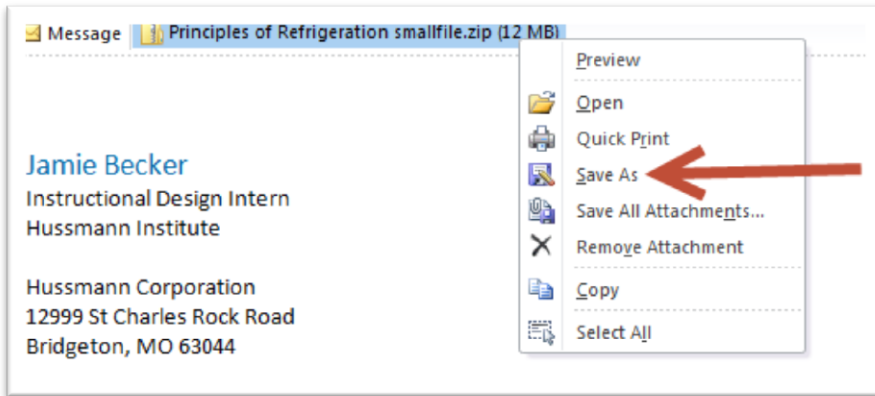 Message Principles of Refrigeration smallfile.zip (12 MB)
Preview
Open
Quick Print
Save As
Save All Attachments...
Remove Attachment
Copy
Select All
Jamie Becker
Instructional Design Intern
Hussmann Institute
Hussmann Corporation
12999 St Charles Rock Road
Bridgeton, MO 63044